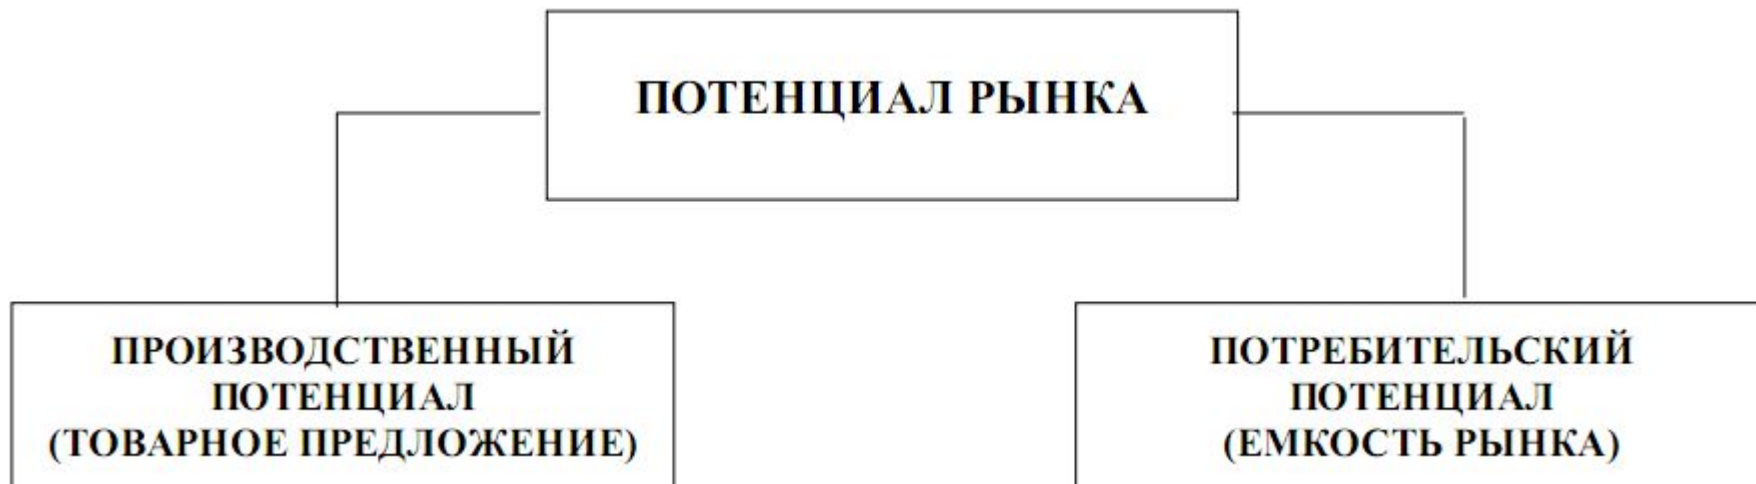 ПОТЕНЦИАЛ РЫНКА
ПРОИЗВОДСТВЕННЫЙ
ПОТЕНЦИАЛ
(ТОВАРНОЕ ПРЕДЛОЖЕНИЕ)
ПОТРЕБИТЕЛЬСКИЙ
ПОТЕНЦИАЛ
(ЕМКОСТЬ РЫНКА)